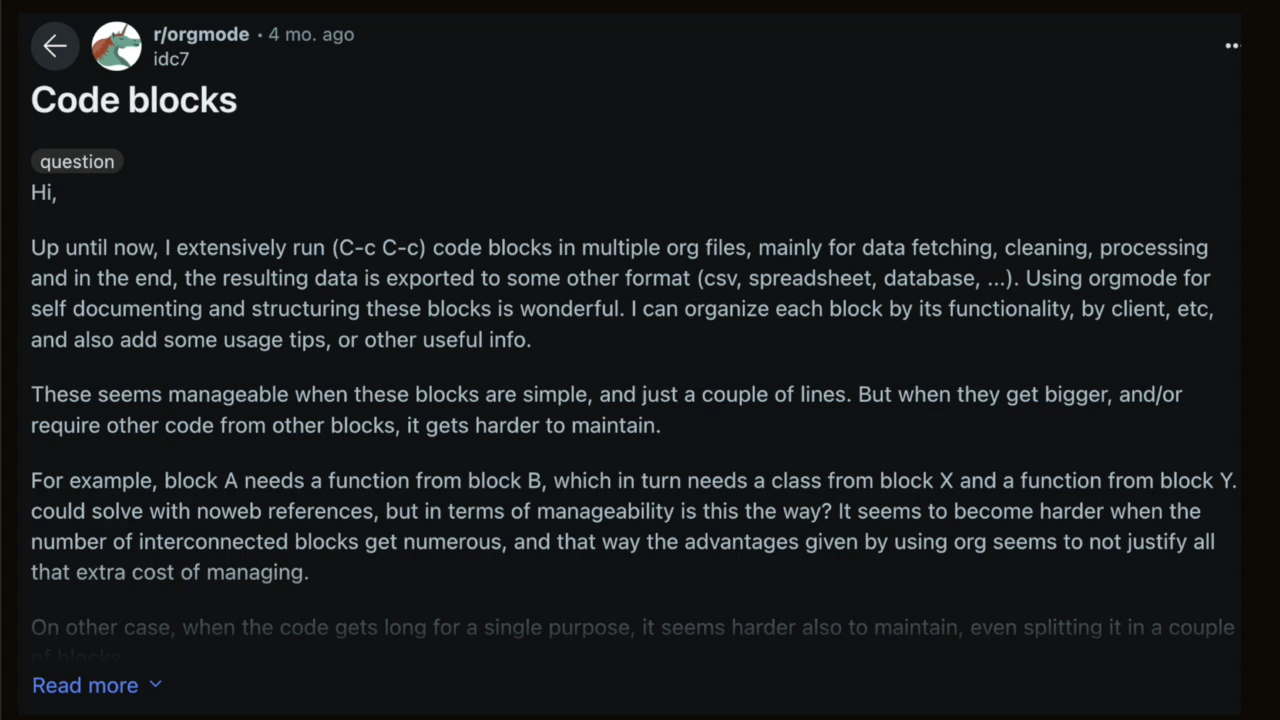 r/orgmode • 4 mo. ago
idc7
Code blocks
question
Hi,
Up until now, I extensively run (C-c C-c) code blocks in multiple org files, mainly for data fetching, cleaning, processing
and in the end, the resulting data is exported to some other format (csv, spreadsheet, database, ...). Using orgmode for
self documenting and structuring these blocks is wonderful. I can organize each block by its functionality, by client, etc,
and also add some usage tips, or other useful info.
These seems manageable when these blocks are simple, and just a couple of lines. But when they get bigger, and/or
require other code from other blocks, it gets harder to maintain.
For example, block A needs a function from block B, which in turn needs a class from block X and a function from block Y.
could solve with noweb references, but in terms of manageability is this the way? It seems to become harder when the
number of interconnected blocks get numerous, and that way the advantages given by using org seems to not justify all
that extra cost of managing.
On other case, when the code gets long for a single purpose, it seems harder also to maintain, even splitting it in a couple
of blocks
Read more